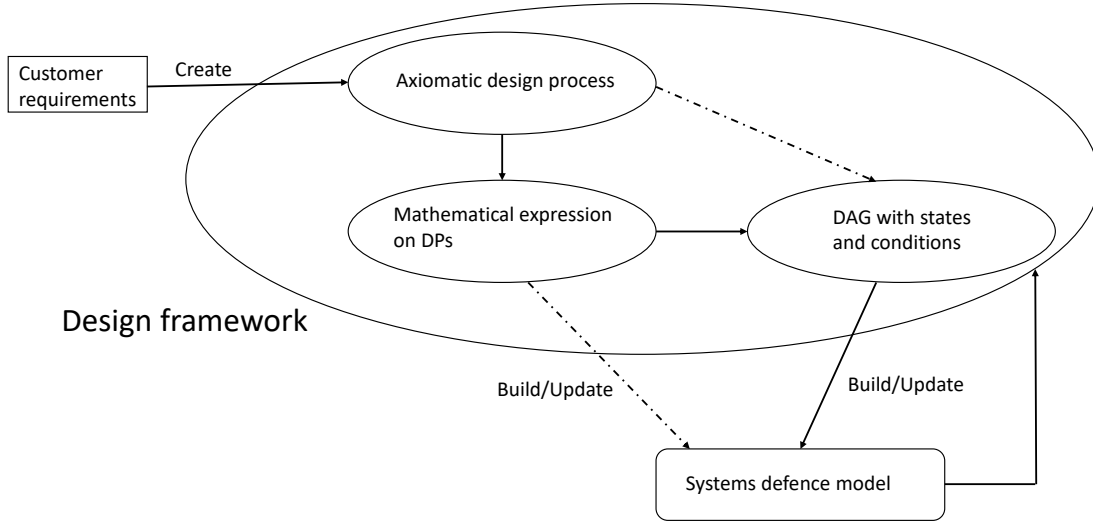 Customer
requirements
Create
Axiomatic design process
Mathematical expression
on DPs
DAG with states
and conditions
Design framework
Build/Update
Build/Update
Systems defence model